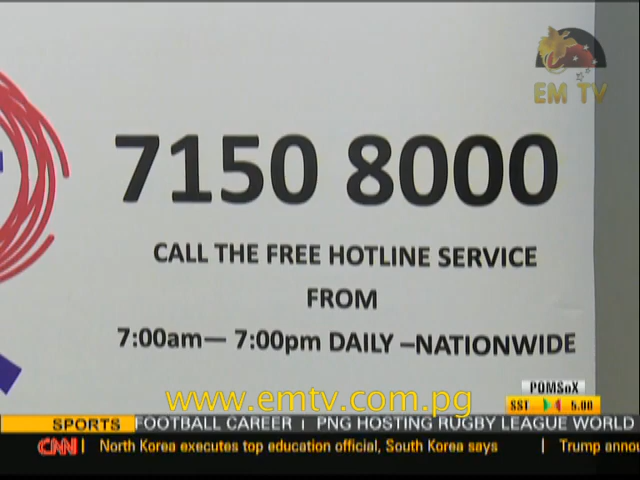 EM TV
7150 8000
CALL THE FREE HOTLINE SERVICE
FROM
7:00am— 7:00pm DAILY –NATIONWIDE
www.emtv.com.pg
POMSoX
SST 5.00
SPORTS FOOTBALL CAREER | PNG HOSTING RUGBY LEAGUE WORLD
CNN North Korea executes top education official, South Korea says | Trump annou